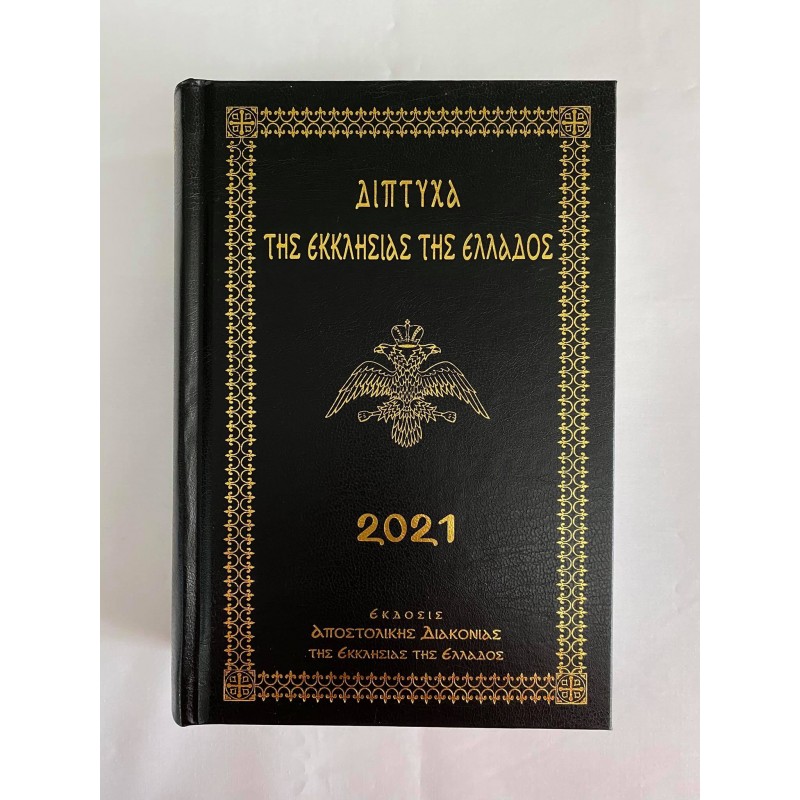 ΔΙΠΤΥΧΑ
ΤΗΣ ΕΚΚΛΗΣΙΑΣ ΤΗΣ ΕΛΛΑΔΟΣ
2021
ΕΚΔΟΣΙΣ
ΑΠΟΣΤΟΛΙΚΗΣ ΔΙΑΚΟΝΙΑΣ
ΤΗΣ ΕΚΚΛΗΣΙΑΣ ΤΗΣ ΕΛΛΑΔΟΣ